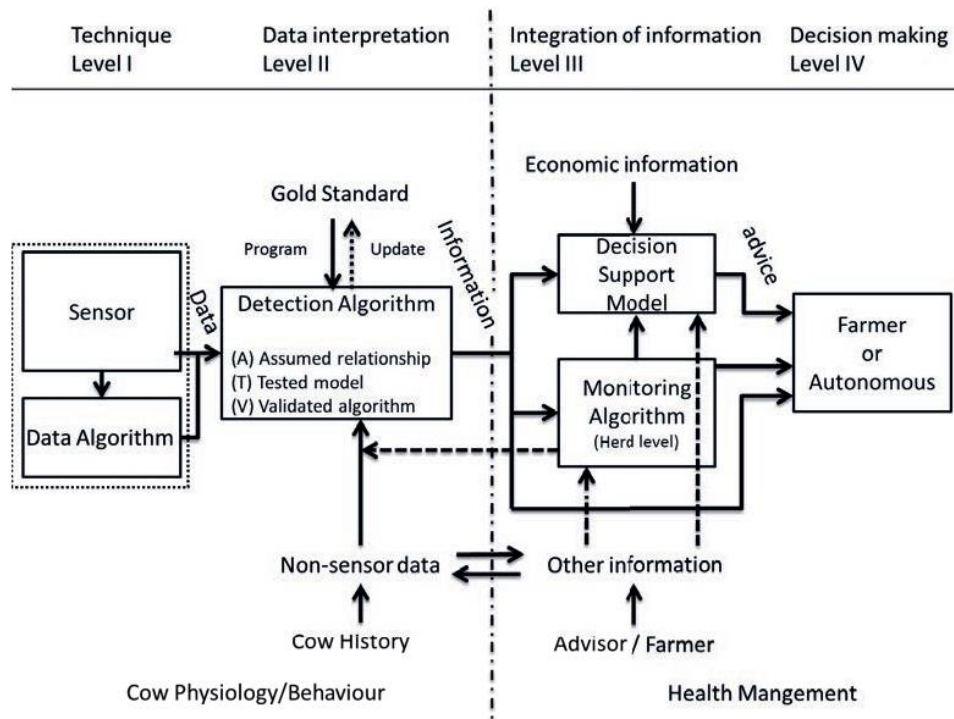 Technique
Level I
Data interpretation
Level II
Integration of information
Level III
Decision making
Level IV
Economic information
Gold Standard
Program
Update
Information
Decision
Support
Model
advice
Sensor
Data
Detection Algorithm
(A) Assumed relationship
(T) Tested model
(V) Validated algorithm
Farmer
or
Autonomous
Data Algorithm
Monitoring
Algorithm
(Herd level)
Non-sensor data
Other information
Cow History
Advisor / Farmer
Cow Physiology/Behaviour
Health Mangement